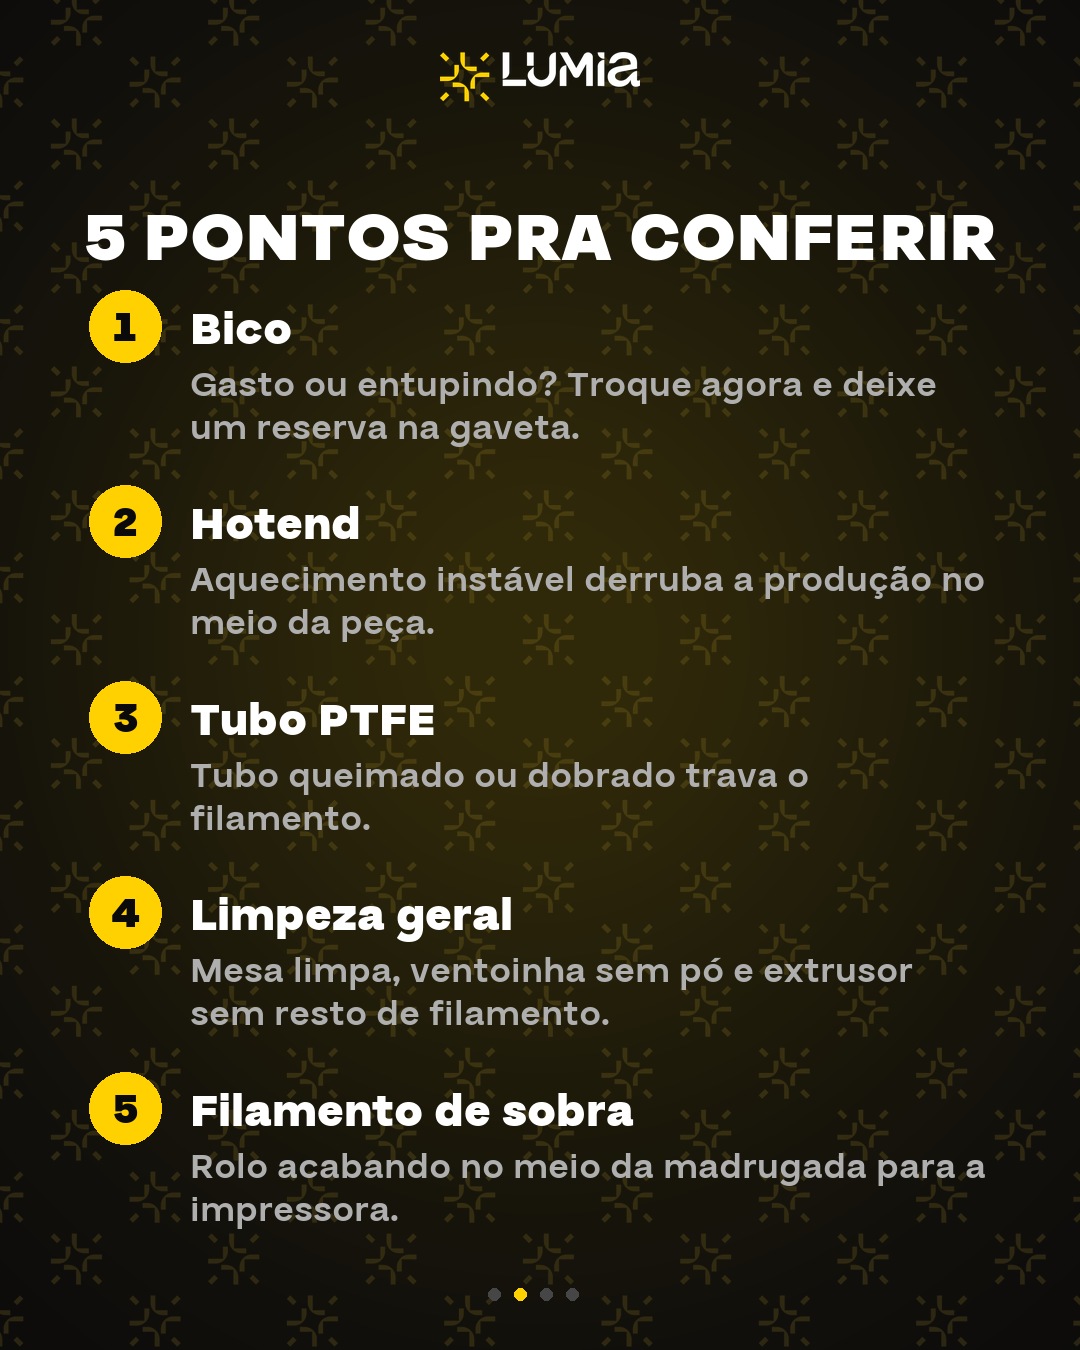 LUMIA
5 PONTOS PRA CONFERIR
1
Bico
Gasto ou entupindo? Troque agora e deixe
um reserva na gaveta.
2
Hotend
Aquecimento instável derruba a produção no
meio da peça.
3
Tubo PTFE
Tubo queimado ou dobrado trava o
filamento.
4
Limpeza geral
Mesa limpa, ventoinha sem pó e extrusor
sem resto de filamento.
5
Filamento de sobra
Rolo acabando no meio da madrugada para a
impressora.